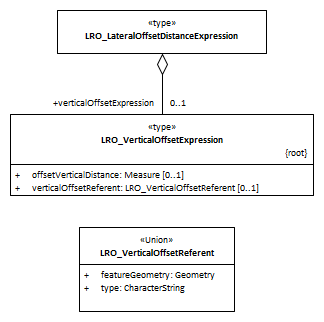 «type»
LRO_LateralOffsetDistanceExpression
+verticalOffsetExpression 0..1
«type»
LRO_VerticalOffsetExpression
{root}
+ offsetVerticalDistance: Measure [0..1]
+ verticalOffsetReferent: LRO_VerticalOffsetReferent [0..1]
«Union»
LRO_VerticalOffsetReferent
+ featureGeometry: Geometry
+ type: CharacterString